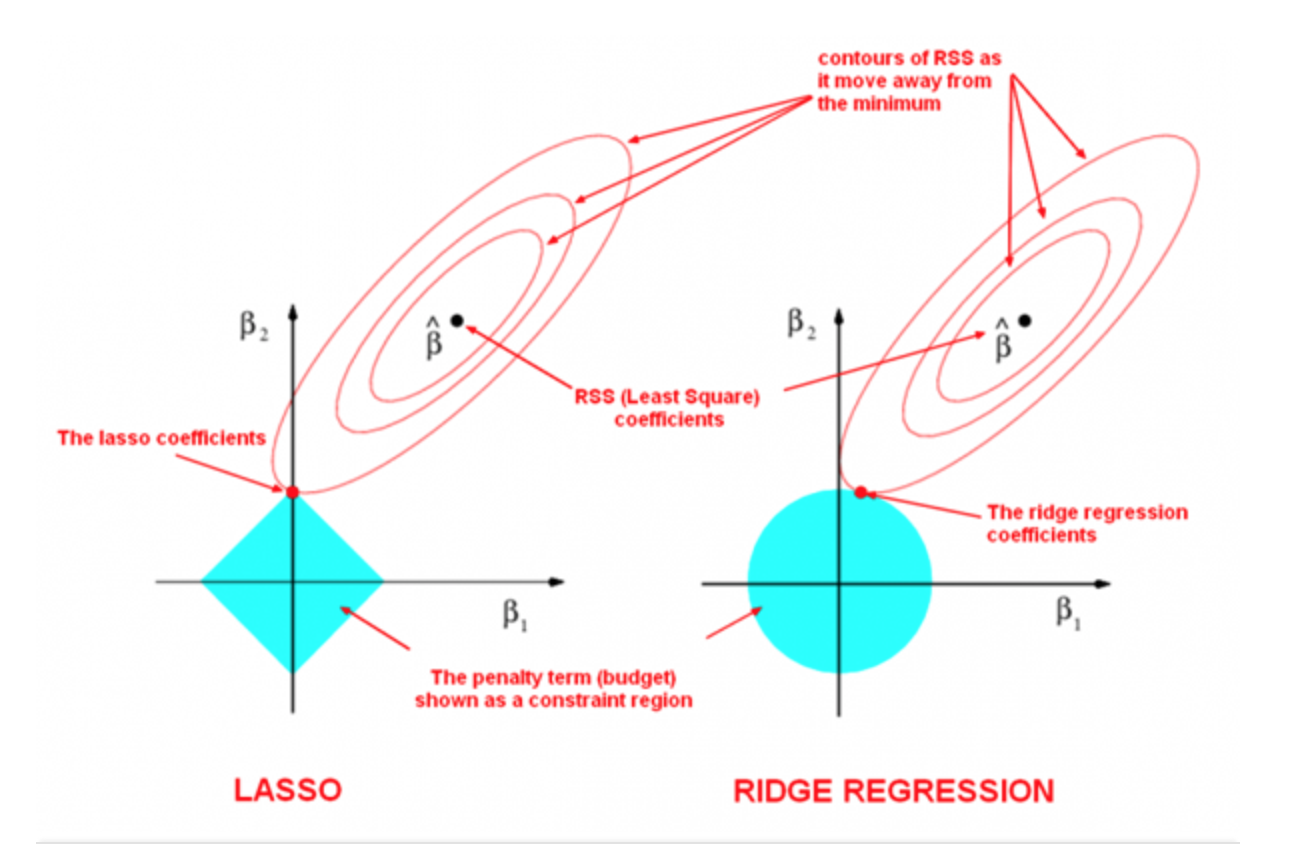 contours of RSS as
it move away from
the minimum
β2
β̂
β2
β̂
RSS (Least Square)
coefficients
The lasso coefficients
The ridge regression
coefficients
β1
β1
The penalty term (budget)
shown as a constraint region
LASSO
RIDGE REGRESSION